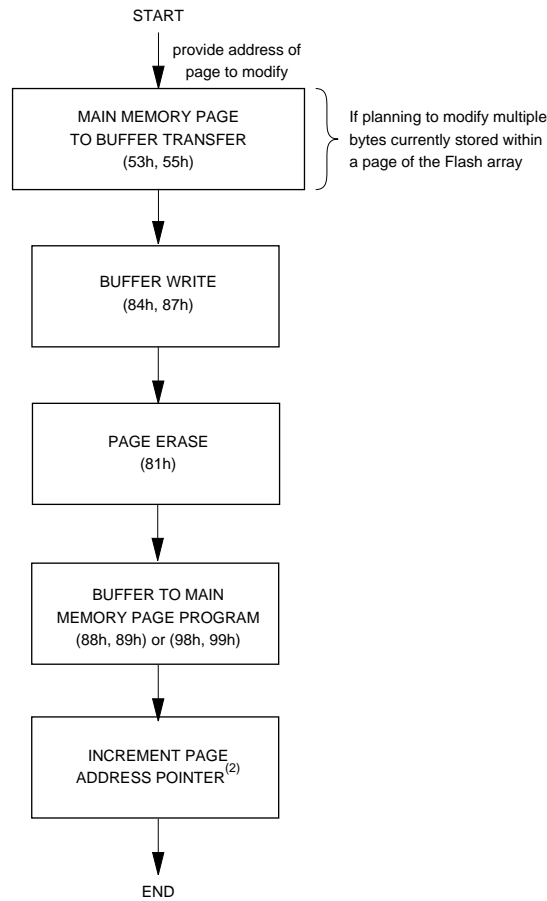 START
provide address of
page to modify
MAIN MEMORY PAGE
TO BUFFER TRANSFER
(53h, 55h)
If planning to modify multiple
bytes currently stored within
a page of the Flash array
BUFFER WRITE
(84h, 87h)
PAGE ERASE
(81h)
BUFFER TO MAIN
MEMORY PAGE PROGRAM
(88h, 89h) or (98h, 99h)
INCREMENT PAGE
ADDRESS POINTER(2)
END